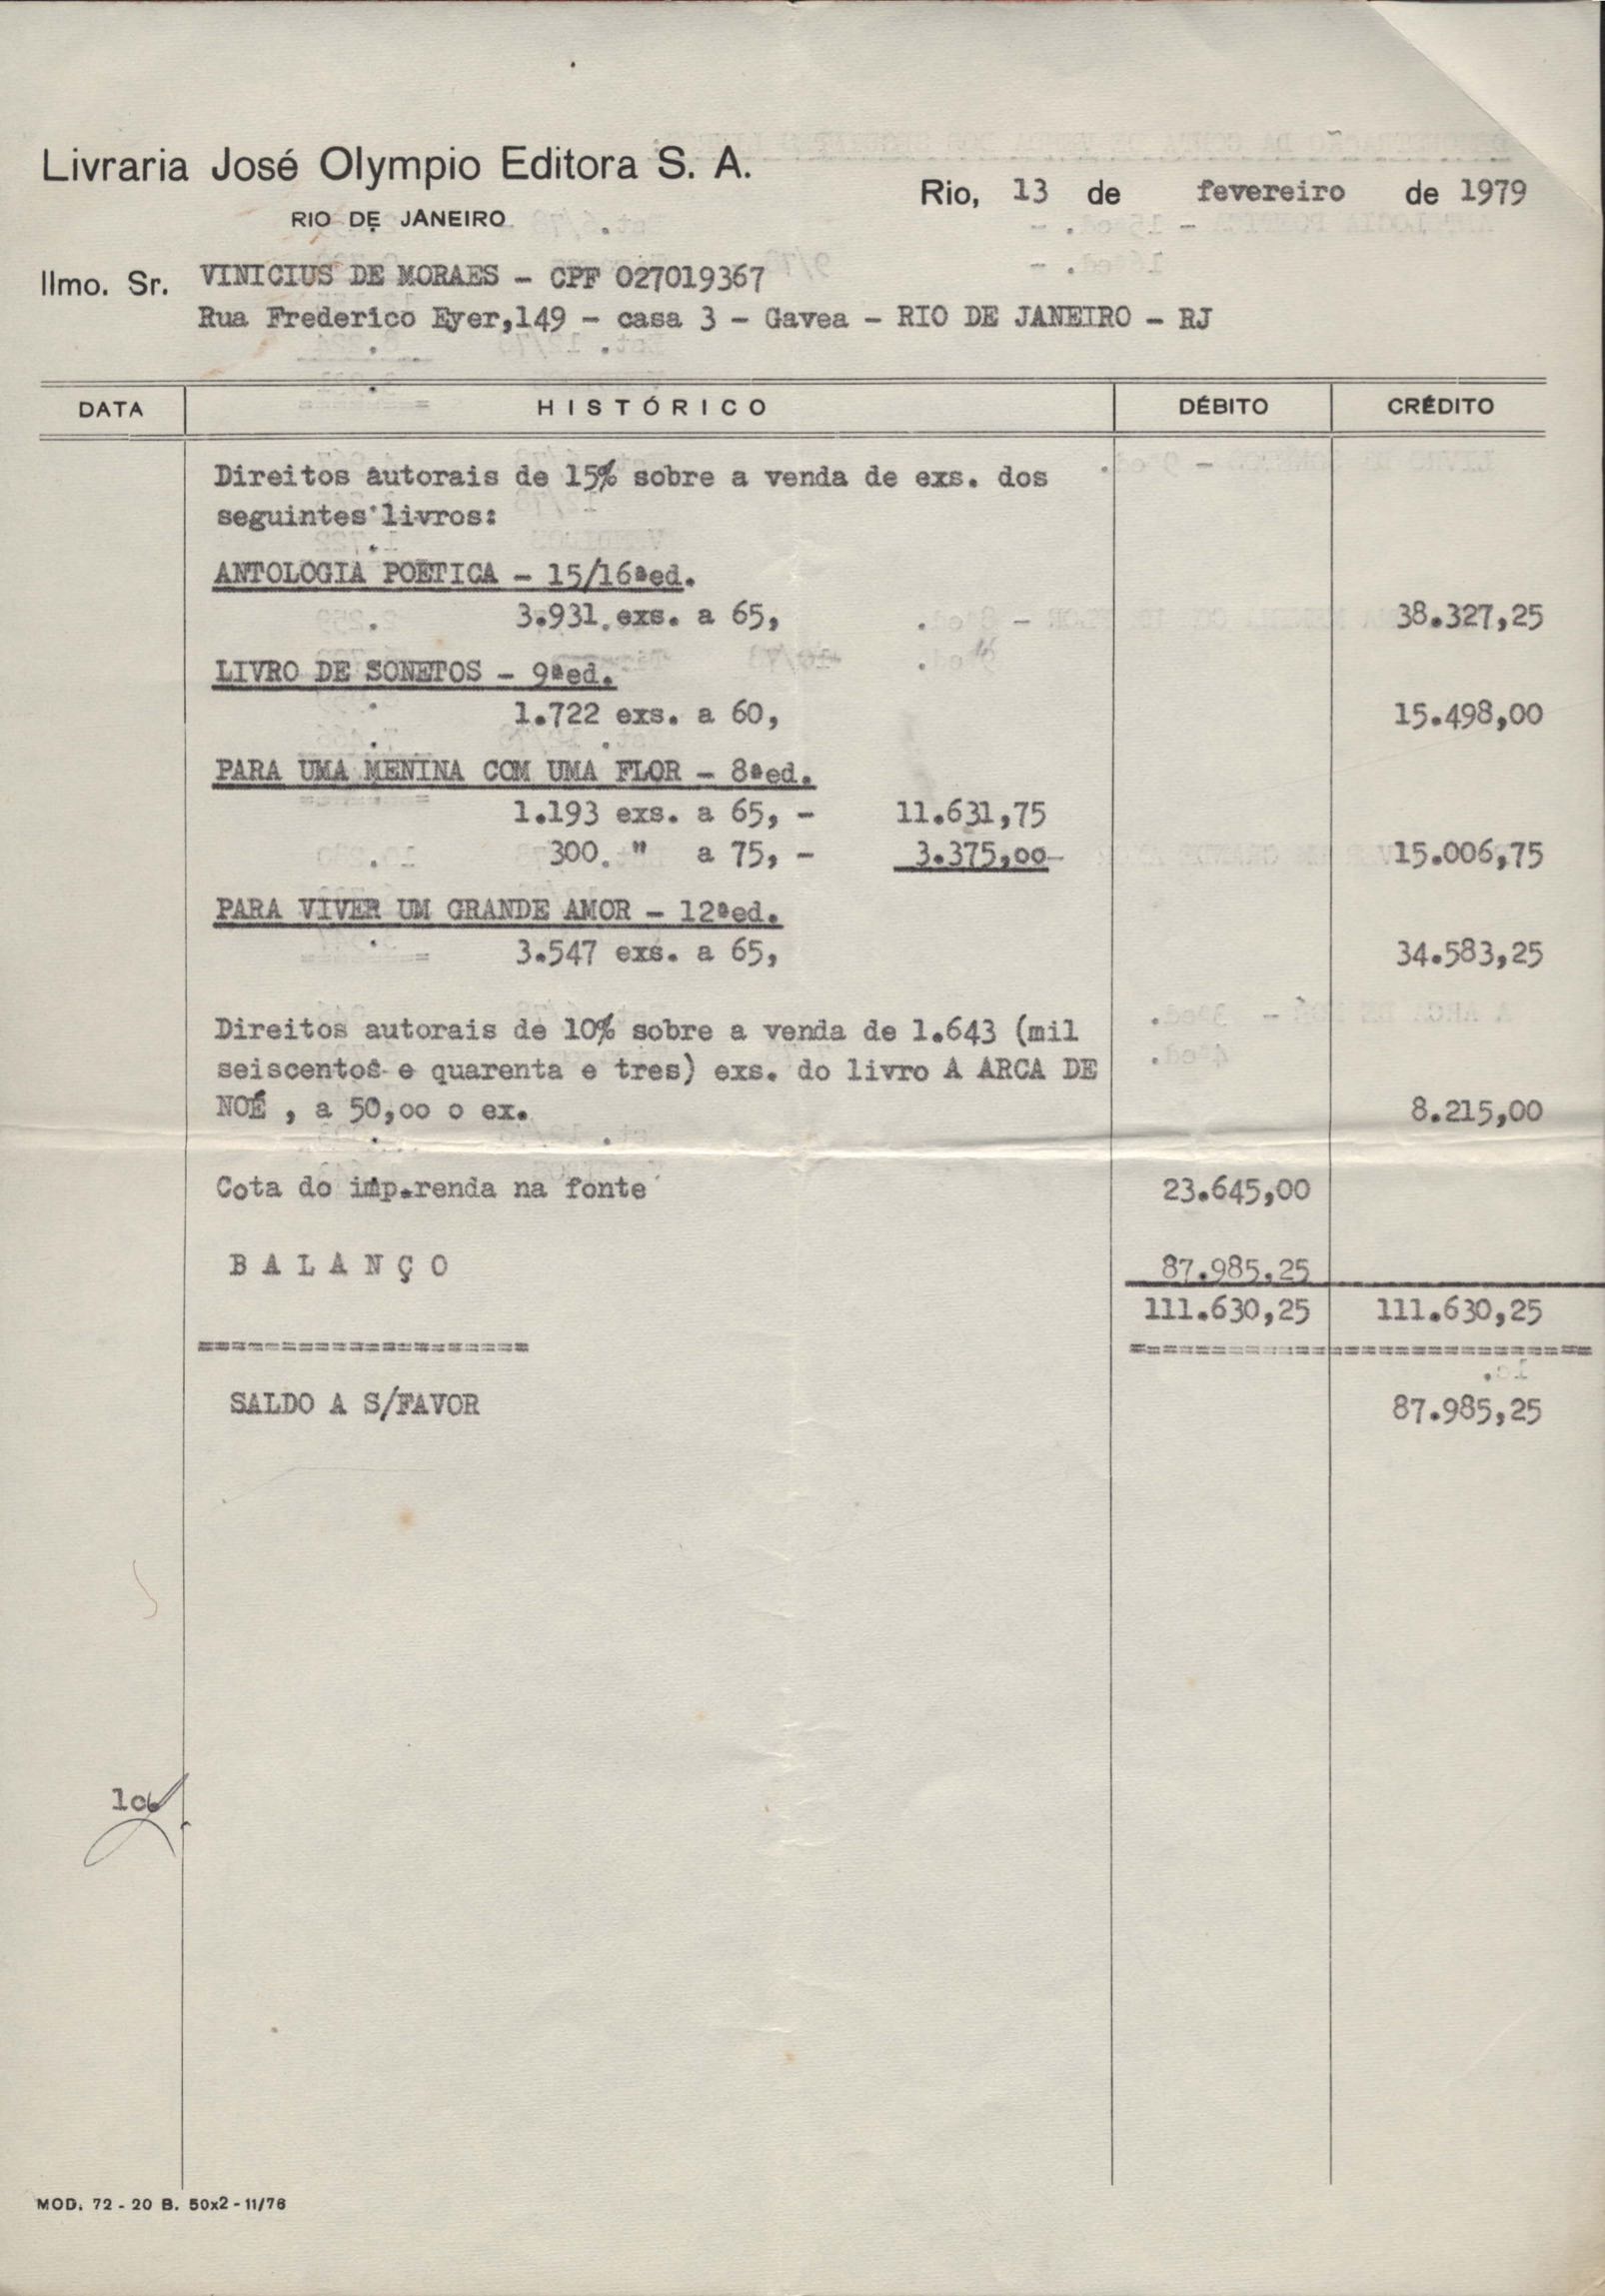 Livraria José Olympio Editora S. A.
RIO DE JANEIRO
Rio, 13 de fevereiro de 1979
Ilmo. Sr. VINICIUS DE MORAES - CPF 027019367
Rua Frederico Eyer,149 - casa 3 - Gavea - RIO DE JANEIRO - RJ
DATA HISTÓRICO DÉBITO CRÉDITO
Direitos autorais de 15% sobre a venda de exs. dos
seguintes livros:
ANTOLOGIA POETICA - 15/16ªed.
3.931 exs. a 65, 38.327,25
LIVRO DE SONETOS - 9ªed.
1.722 exs. a 60, 15.498,00
PARA UMA MENINA COM UMA FLOR - 8ªed.
1.193 exs. a 65, - 11.631,75
300 " a 75, - 3.375,00 15.006,75
PARA VIVER UM GRANDE AMOR - 12ªed.
3.547 exs. a 65, 34.583,25
Direitos autorais de 10% sobre a venda de 1.643 (mil
seiscentos e quarenta e tres) exs. do livro A ARCA DE
NOÉ , a 50,00 o ex. 8.215,00
Cota do imp.renda na fonte 23.645,00
B A L A N Ç O 87.985,25
111.630,25 111.630,25
SALDO A S/FAVOR 87.985,25
MOD. 72 - 20 B. 50x2 - 11/76